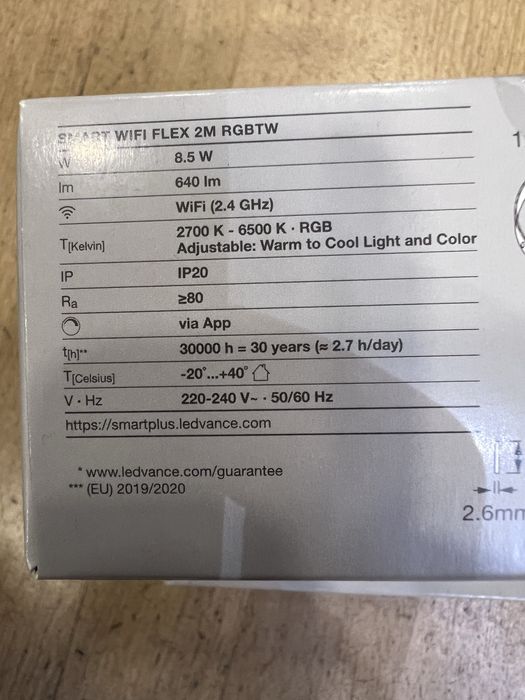 SMART WIFI FLEX 2M RGBTW
W 8.5 W
lm 640 lm
WiFi (2.4 GHz)
T[Kelvin] 2700 K - 6500 K · RGB
Adjustable: Warm to Cool Light and Color
IP IP20
Ra ≥80
via App
t[h]** 30000 h = 30 years (≈ 2.7 h/day)
T[Celsius] -20°...+40°
V · Hz 220-240 V~ · 50/60 Hz
https://smartplus.ledvance.com
* www.ledvance.com/guarantee
*** (EU) 2019/2020
1
2.6mm